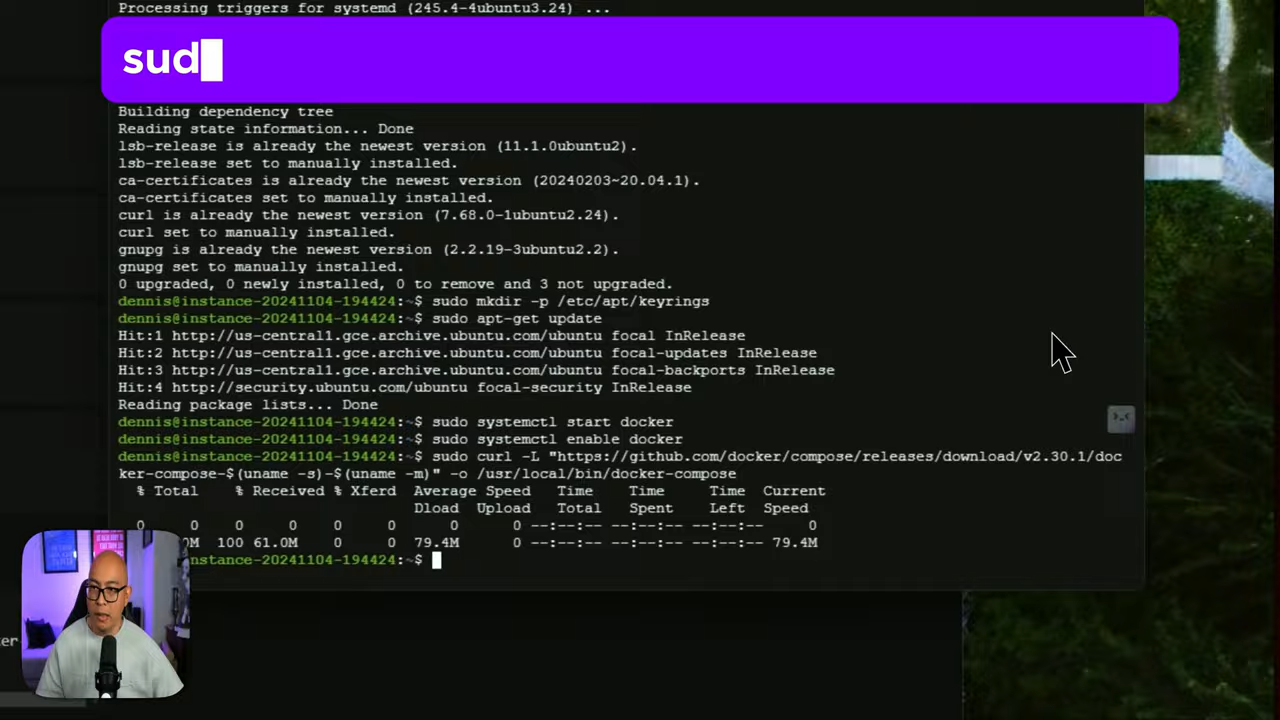 Processing triggers for systemd (245.4-4ubuntu3.24) ...
sud
Building dependency tree
Reading state information... Done
lsb-release is already the newest version (11.1.0ubuntu2).
lsb-release set to manually installed.
ca-certificates is already the newest version (20240203~20.04.1).
ca-certificates set to manually installed.
curl is already the newest version (7.68.0-1ubuntu2.24).
curl set to manually installed.
gnupg is already the newest version (2.2.19-3ubuntu2.2).
gnupg set to manually installed.
0 upgraded, 0 newly installed, 0 to remove and 3 not upgraded.
dennis@instance-20241104-194424:~$ sudo mkdir -p /etc/apt/keyrings
dennis@instance-20241104-194424:~$ sudo apt-get update
Hit:1 http://us-central1.gce.archive.ubuntu.com/ubuntu focal InRelease
Hit:2 http://us-central1.gce.archive.ubuntu.com/ubuntu focal-updates InRelease
Hit:3 http://us-central1.gce.archive.ubuntu.com/ubuntu focal-backports InRelease
Hit:4 http://security.ubuntu.com/ubuntu focal-security InRelease
Reading package lists... Done
dennis@instance-20241104-194424:~$ sudo systemctl start docker
dennis@instance-20241104-194424:~$ sudo systemctl enable docker
dennis@instance-20241104-194424:~$ sudo curl -L "https://github.com/docker/compose/releases/download/v2.30.1/doc
ker-compose-$(uname -s)-$(uname -m)" -o /usr/local/bin/docker-compose
% Total % Received % Xferd Average Speed Time Time Time Current
Dload Upload Total Spent Left Speed
0 0 0 0 0 0 0 0 --:--:-- --:--:-- --:--:-- 0
0M 100 61.0M 0 0 79.4M 0 --:--:-- --:--:-- --:--:-- 79.4M
instance-20241104-194424:~$
ker